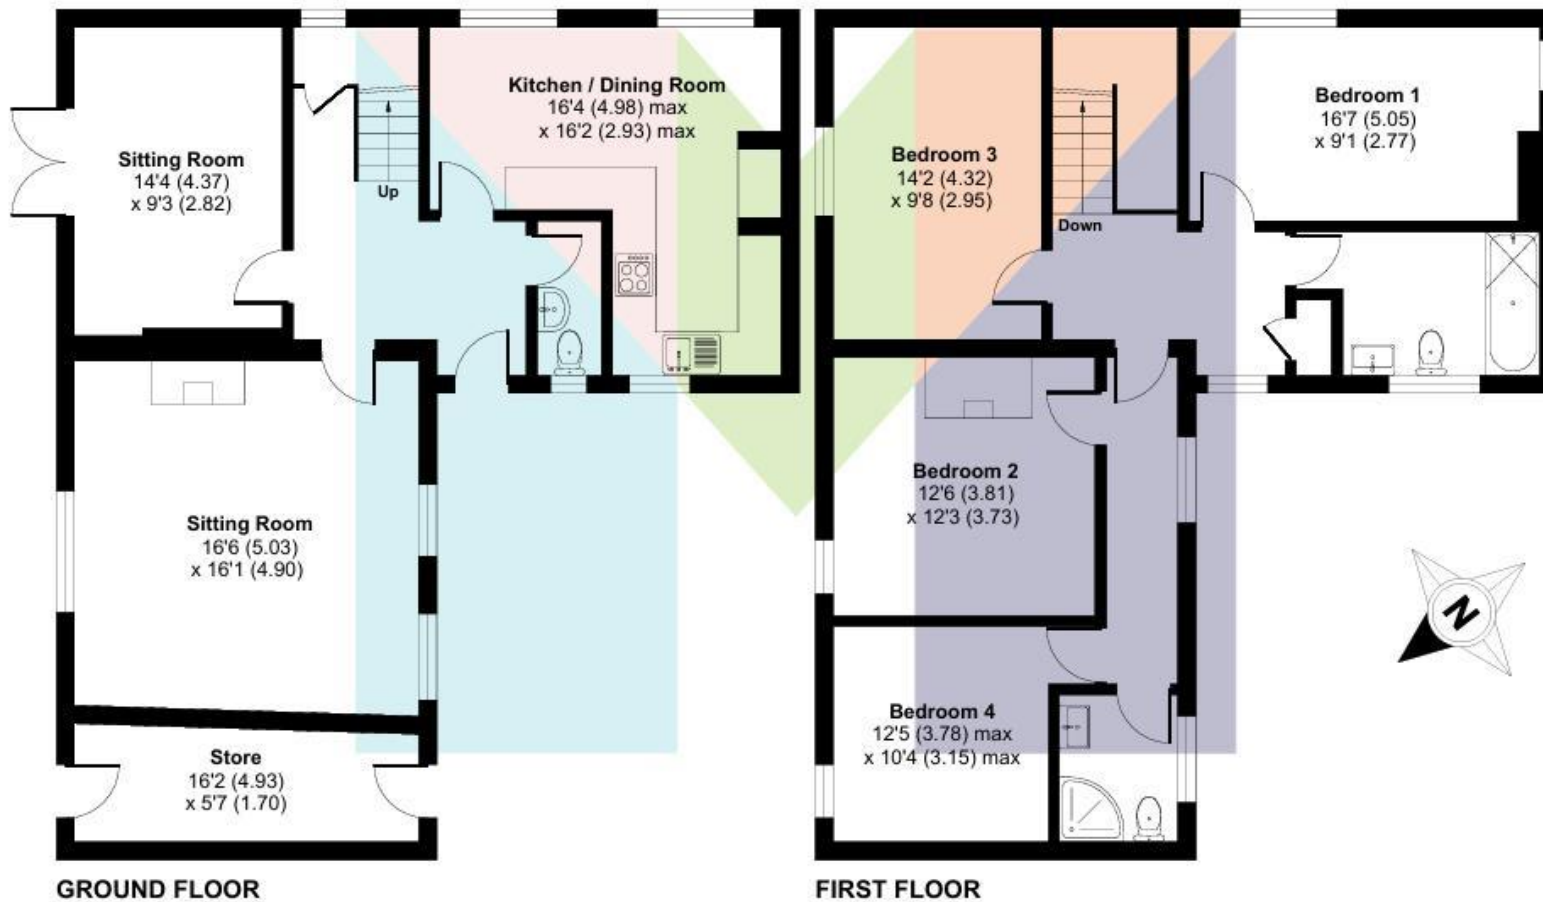 Kitchen / Dining Room
16'4 (4.98) max
x 16'2 (2.93) max
Sitting Room
14'4 (4.37)
x 9'3 (2.82)
Up
Sitting Room
16'6 (5.03)
x 16'1 (4.90)
Store
16'2 (4.93)
x 5'7 (1.70)
GROUND FLOOR
Bedroom 1
16'7 (5.05)
x 9'1 (2.77)
Bedroom 3
14'2 (4.32)
x 9'8 (2.95)
Down
Bedroom 2
12'6 (3.81)
x 12'3 (3.73)
N
Bedroom 4
12'5 (3.78) max
x 10'4 (3.15) max
FIRST FLOOR